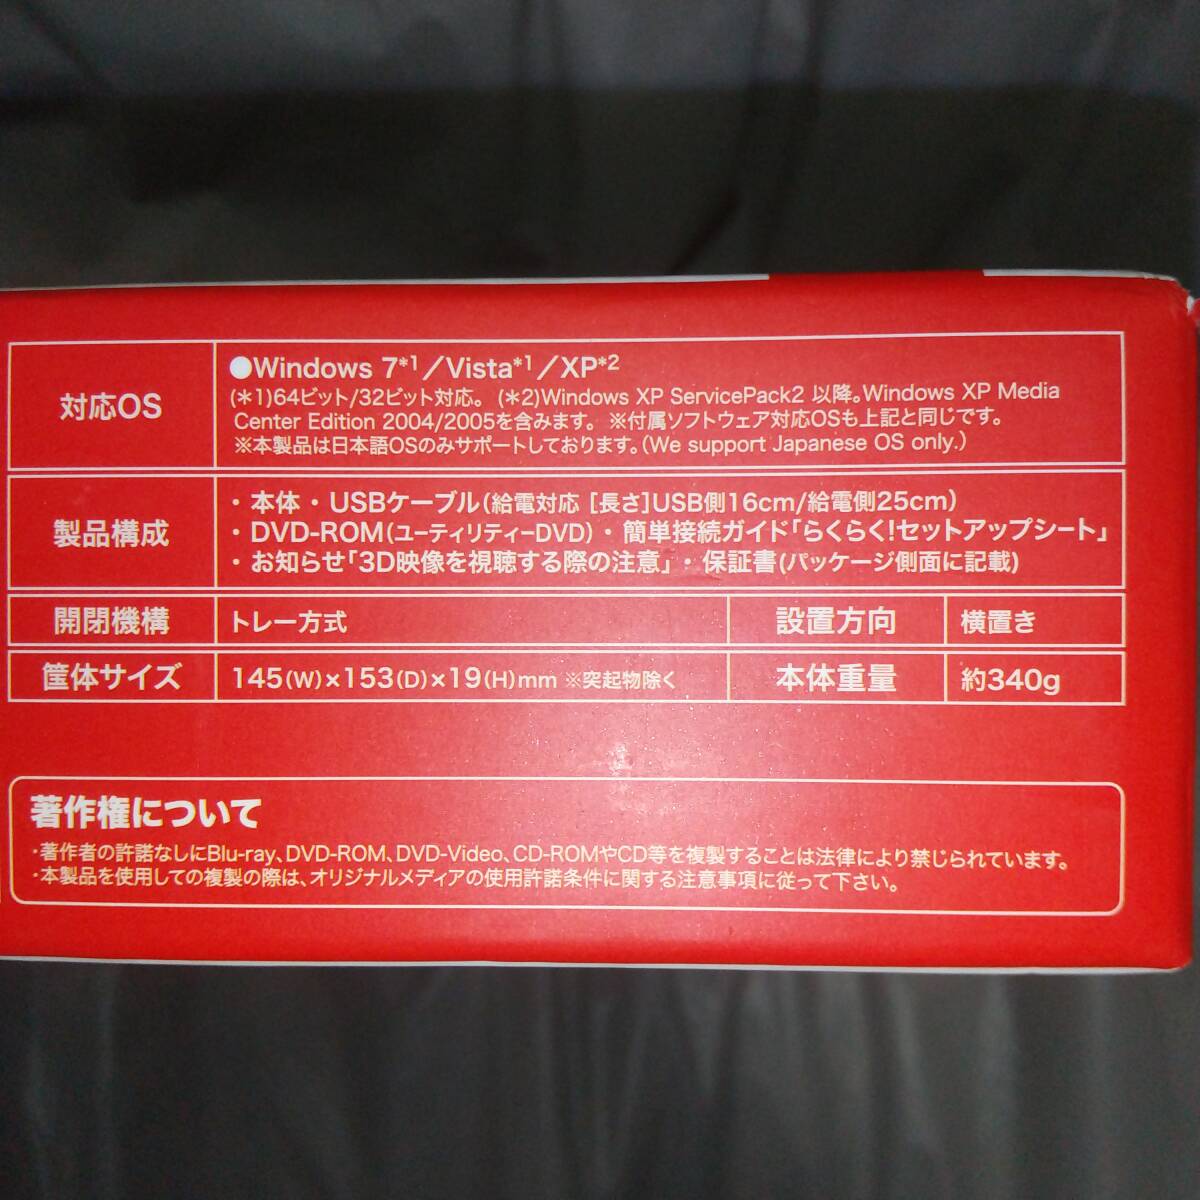 対応OS
●Windows 7*1／Vista*1／XP*2
(*1)64ビット/32ビット対応。 (*2)Windows XP ServicePack2 以降。Windows XP Media
Center Edition 2004/2005を含みます。 ※付属ソフトウェア対応OSも上記と同じです。
※本製品は日本語OSのみサポートしております。(We support Japanese OS only.)
製品構成
・本体 ・USBケーブル(給電対応 [長さ]USB側16cm/給電側25cm)
・DVD-ROM(ユーティリティーDVD) ・簡単接続ガイド「らくらく!セットアップシート」
・お知らせ「3D映像を視聴する際の注意」 ・保証書(パッケージ側面に記載)
開閉機構 トレー方式 設置方向 横置き
筐体サイズ 145(W)×153(D)×19(H)mm ※突起物除く 本体重量 約340g
著作権について
・著作者の許諾なしにBlu-ray、DVD-ROM、DVD-Video、CD-ROMやCD等を複製することは法律により禁じられています。
・本製品を使用しての複製の際は、オリジナルメディアの使用許諾条件に関する注意事項に従って下さい。